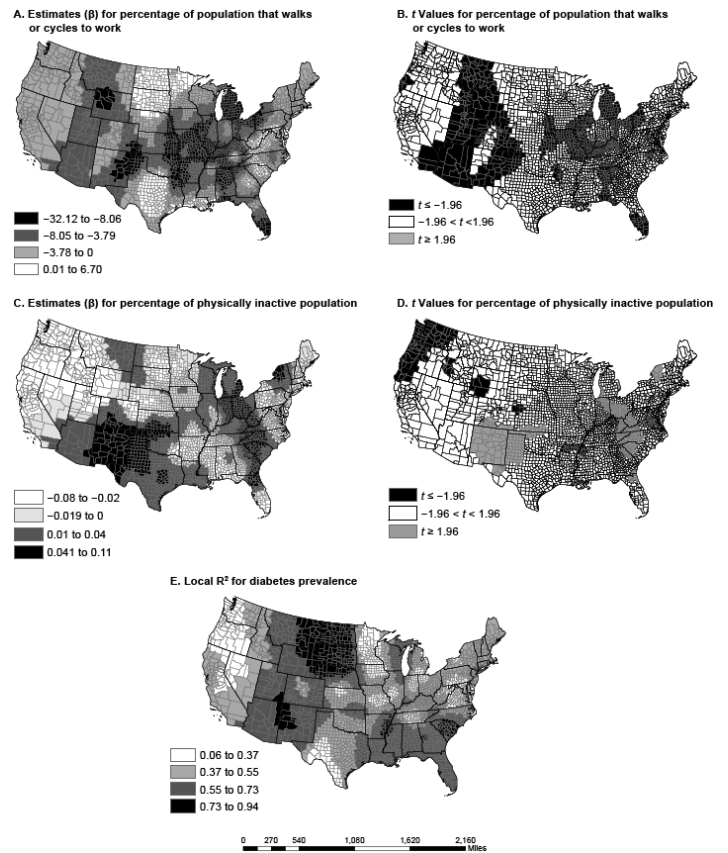 A. Estimates (β) for percentage of population that walks
or cycles to work
−32.12 to −8.06
−8.05 to −3.79
−3.78 to 0
0.01 to 6.70
B. t Values for percentage of population that walks
or cycles to work
t ≤ −1.96
−1.96 < t <1.96
t ≥ 1.96
C. Estimates (β) for percentage of physically inactive population
−0.08 to −0.02
−0.019 to 0
0.01 to 0.04
0.041 to 0.11
D. t Values for percentage of physically inactive population
t ≤ −1.96
−1.96 < t < 1.96
t ≥ 1.96
E. Local R² for diabetes prevalence
0.06 to 0.37
0.37 to 0.55
0.55 to 0.73
0.73 to 0.94
0 270 540 1,080 1,620 2,160
Miles